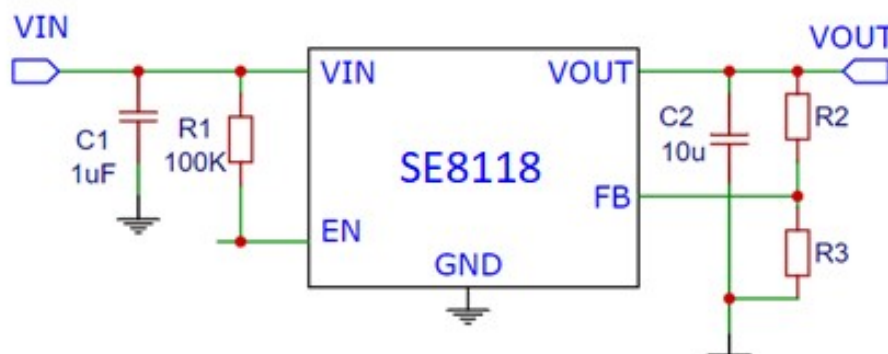 VIN
VOUT
VIN
VOUT
C1
1uF
R1
100K
C2
10u
R2
SE8118
FB
EN
R3
GND